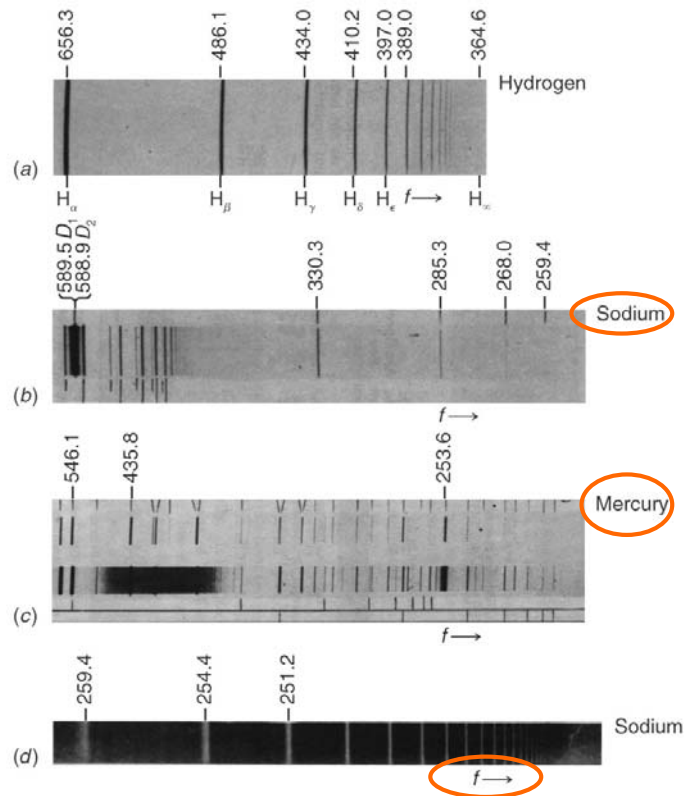 656.3 486.1 434.0 410.2 397.0 389.0 364.6
Hydrogen
(a)
Hα Hβ Hγ Hδ Hε f → H∞
589.5 D1 588.9 D2 330.3 285.3 268.0 259.4
Sodium
(b)
f →
546.1 435.8 253.6
Mercury
(c)
f →
259.4 254.4 251.2
Sodium
(d)
f →